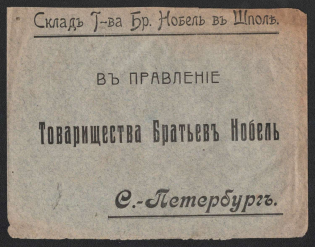 Складъ Т-ва Бр. Нобель въ Шполѣ.
ВЪ ПРАВЛЕНІЕ
Товарищества Братьевъ Нобель
С.-Петербургъ.